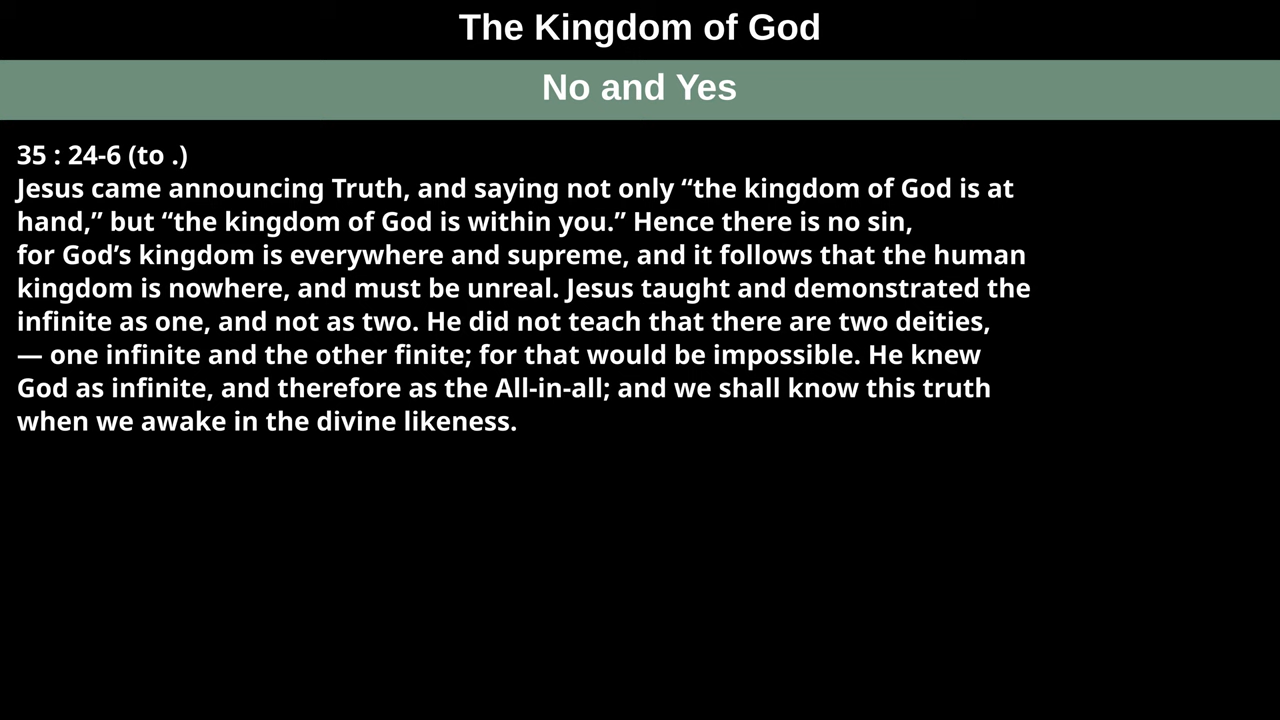 The Kingdom of God
No and Yes
35 : 24-6 (to .)
Jesus came announcing Truth, and saying not only “the kingdom of God is at
hand,” but “the kingdom of God is within you.” Hence there is no sin,
for God’s kingdom is everywhere and supreme, and it follows that the human
kingdom is nowhere, and must be unreal. Jesus taught and demonstrated the
infinite as one, and not as two. He did not teach that there are two deities,
— one infinite and the other finite; for that would be impossible. He knew
God as infinite, and therefore as the All-in-all; and we shall know this truth
when we awake in the divine likeness.